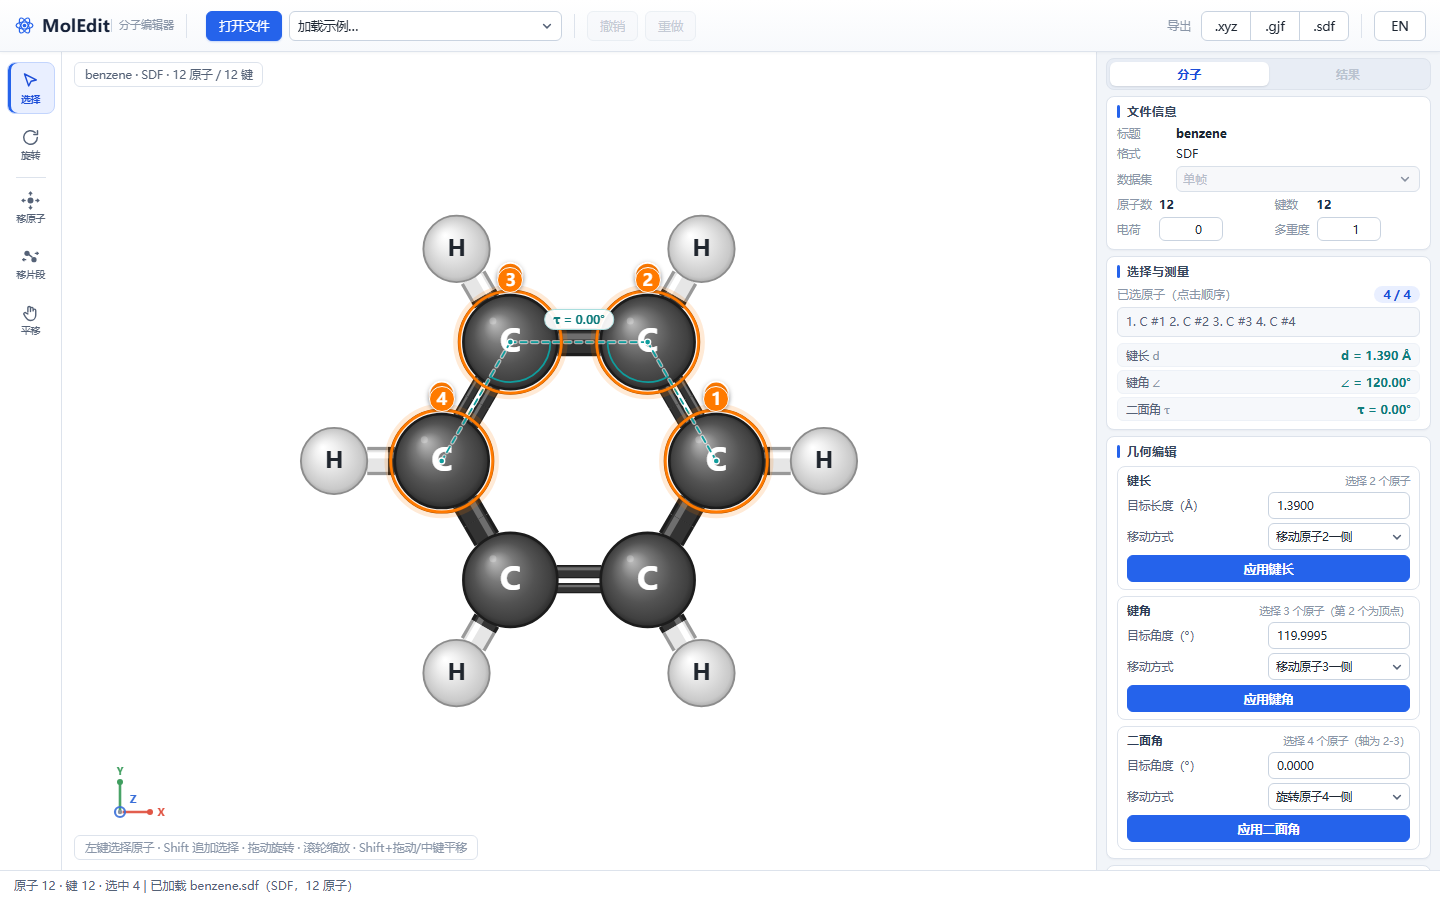 MolEdit 分子编辑器 打开文件 加载示例... 撤销 重做 导出 .xyz .gjf .sdf EN
选择
旋转
移原子
移片段
平移
benzene · SDF · 12 原子 / 12 键
H H
3 2
τ = 0.00°
C C
4 1
H C C H
C C
H H
Y
Z
X
左键选择原子 · Shift 追加选择 · 拖动旋转 · 滚轮缩放 · Shift+拖动/中键平移
分子 结果
文件信息
标题 benzene
格式 SDF
数据集 单帧
原子数 12 键数 12
电荷 0 多重度 1
选择与测量
已选原子（点击顺序） 4 / 4
1. C #1 2. C #2 3. C #3 4. C #4
键长 d d = 1.390 Å
键角 ∠ ∠ = 120.00°
二面角 τ τ = 0.00°
几何编辑
键长 选择 2 个原子
目标长度（Å） 1.3900
移动方式 移动原子2一侧
应用键长
键角 选择 3 个原子（第 2 个为顶点）
目标角度（°） 119.9995
移动方式 移动原子3一侧
应用键角
二面角 选择 4 个原子（轴为 2-3）
目标角度（°） 0.0000
移动方式 旋转原子4一侧
应用二面角
原子 12 · 键 12 · 选中 4 | 已加载 benzene.sdf（SDF，12 原子）